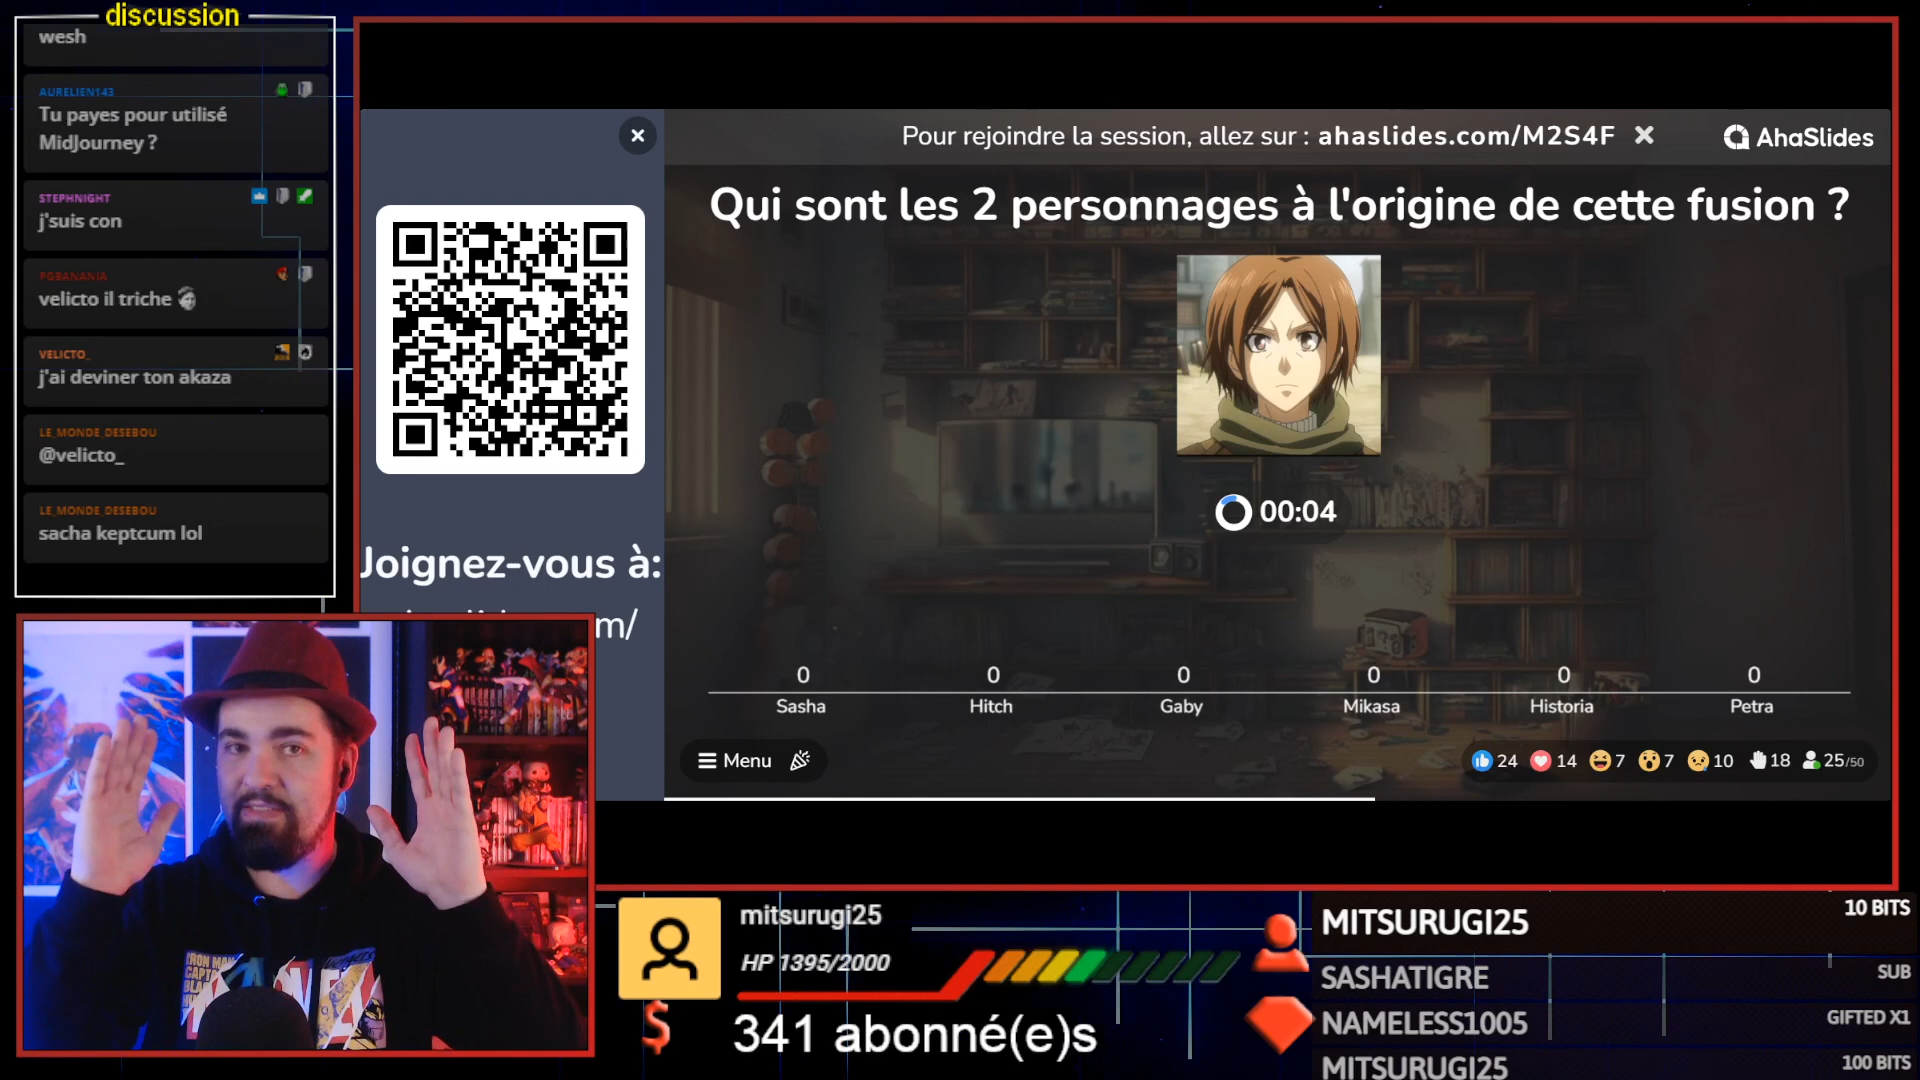 discussion
wesh
AURELIEN143
Tu payes pour utilisé
MidJourney ?
STEPHNIGHT
j'suis con
PGBANANIA
velicto il triche
VELICTO_
j'ai deviner ton akaza
LE_MONDE_DESEBOU
@velicto_
LE_MONDE_DESEBOU
sacha keptcum lol
Pour rejoindre la session, allez sur : ahaslides.com/M2S4F
AhaSlides
Qui sont les 2 personnages à l'origine de cette fusion ?
00:04
Joignez-vous à:
m/
0 0 0 0 0 0
Sasha Hitch Gaby Mikasa Historia Petra
Menu
24 14 7 7 10 18 25/50
mitsurugi25
HP 1395/2000
341 abonné(e)s
MITSURUGI25 10 BITS
SASHATIGRE SUB
NAMELESS1005 GIFTED X1
MITSURUGI25 100 BITS